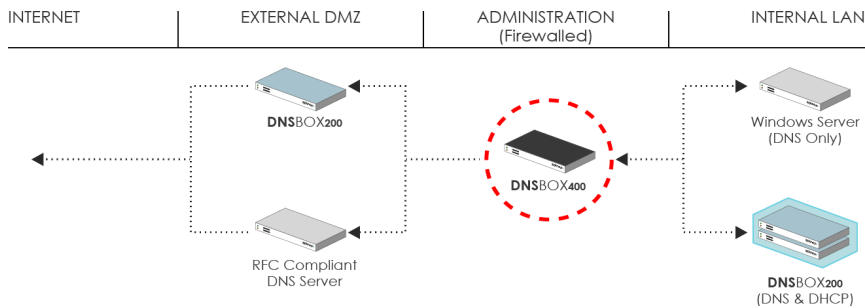 INTERNET
EXTERNAL DMZ
ADMINISTRATION
(Firewalled)
INTERNAL LAN
DNSBOX200
RFC Compliant
DNS Server
DNSBOX400
Windows Server
(DNS Only)
DNSBOX200
(DNS & DHCP)